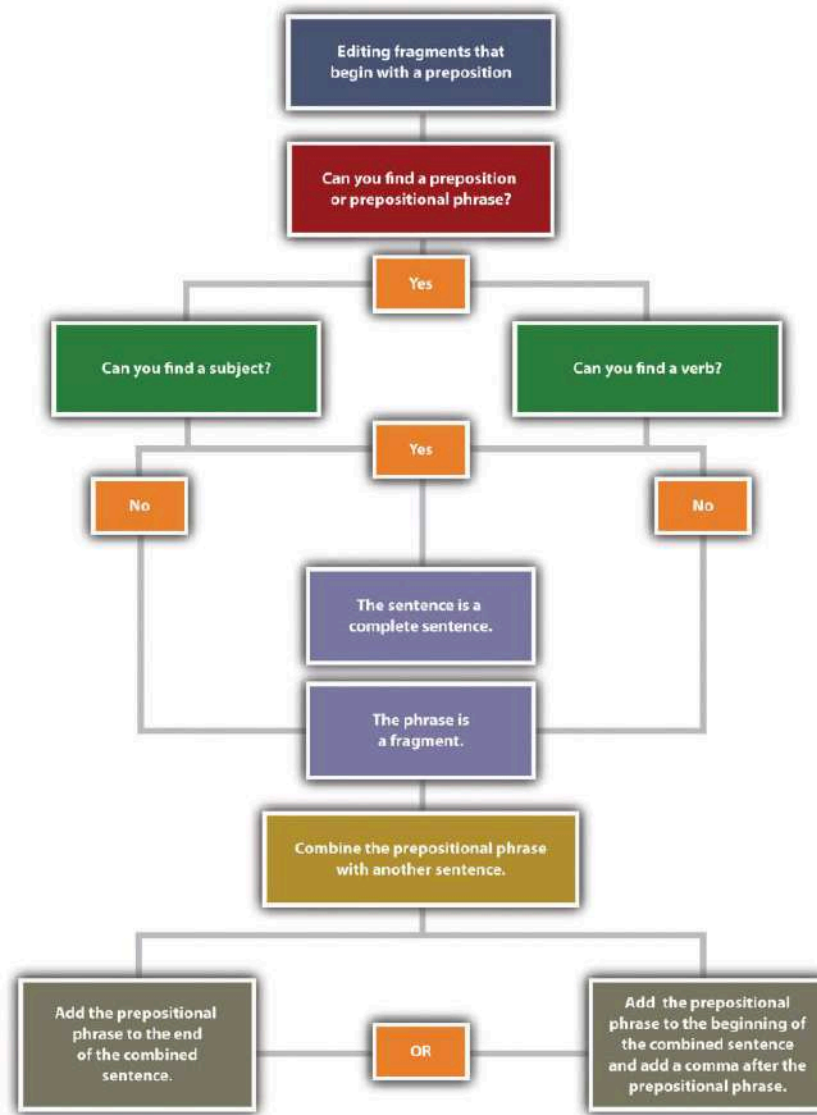 Editing fragments that
begin with a preposition
Can you find a preposition
or prepositional phrase?
Yes
Can you find a subject?
Can you find a verb?
Yes
No
No
The sentence is a
complete sentence.
The phrase is
a fragment.
Combine the prepositional phrase
with another sentence.
Add the prepositional
phrase to the end
of the combined
sentence.
OR
Add the prepositional
phrase to the beginning of
the combined sentence
and add a comma after the
prepositional phrase.